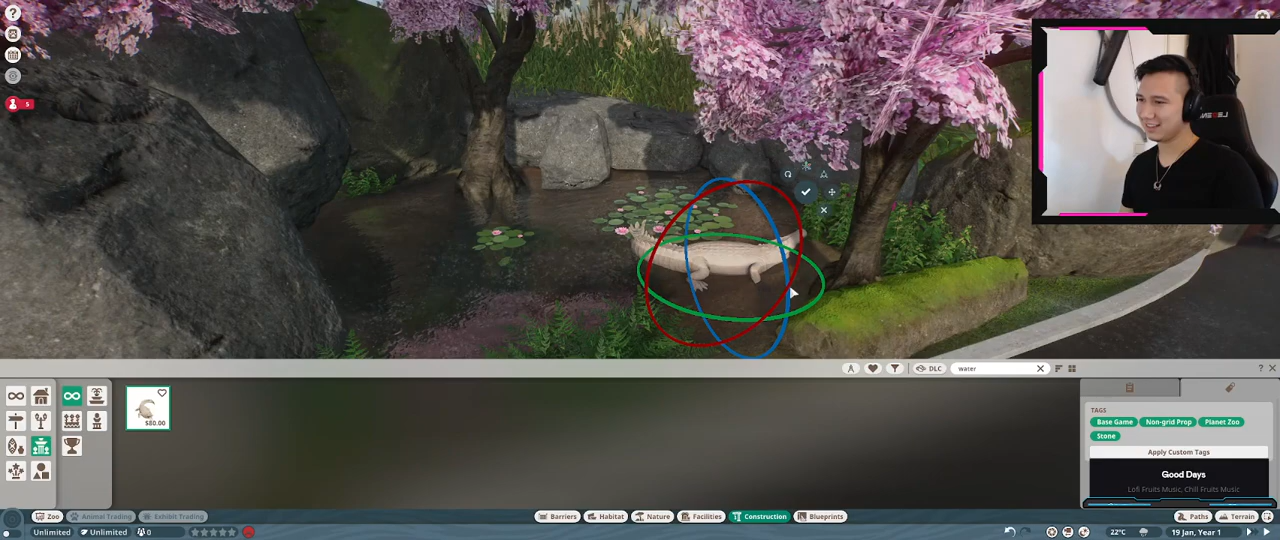 ?
5
DLC
water
?
$80.00
TAGS
Base Game Non-grid Prop Planet Zoo
Stone
Apply Custom Tags
Good Days
Lofi Fruits Music, Chill Fruits Music
Zoo Animal Trading Exhibit Trading Barriers Habitat Nature Facilities Construction Blueprints Paths Terrain
Unlimited Unlimited 0 22°C 19 Jan, Year 1